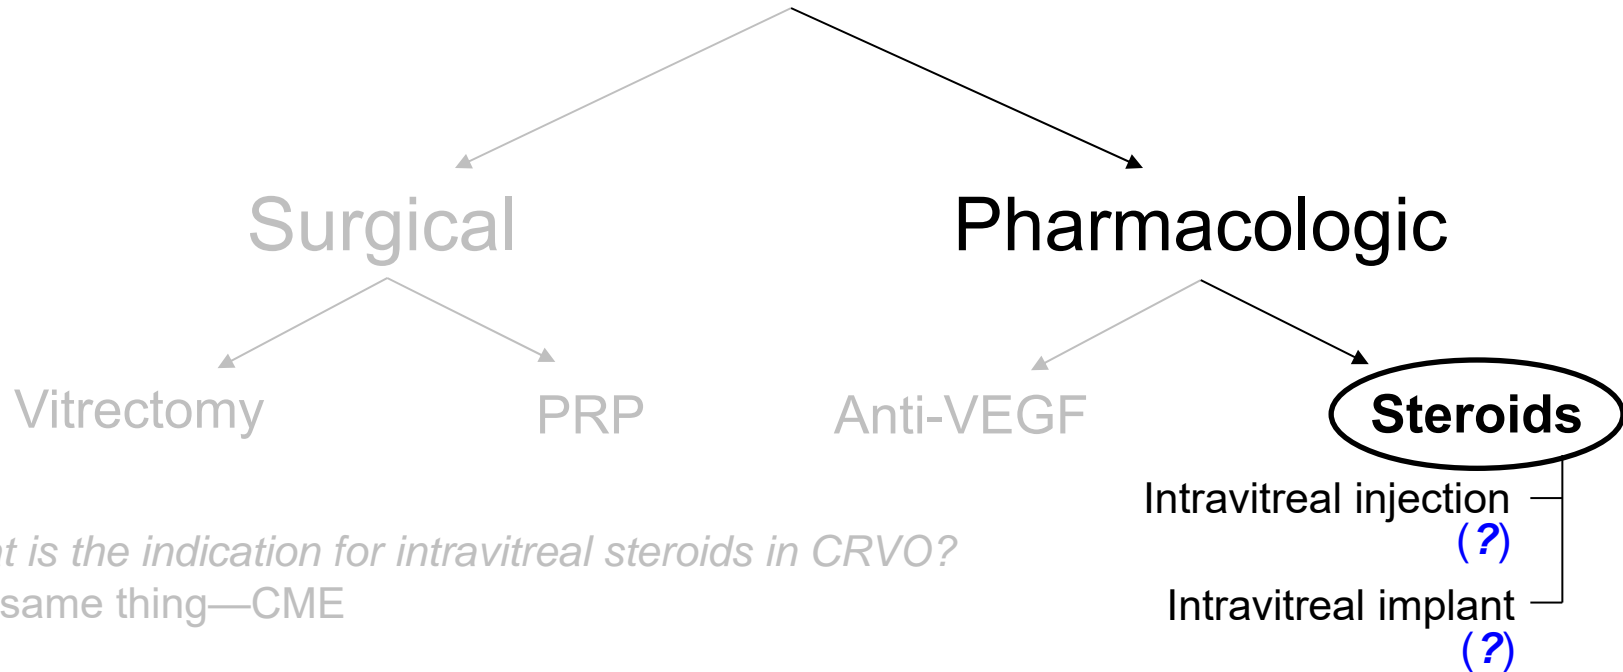 Surgical
Pharmacologic
Vitrectomy
PRP
Anti-VEGF
Steroids
Intravitreal injection
(?)
is the indication for intravitreal steroids in CRVO?
same thing—CME
Intravitreal implant
(?)